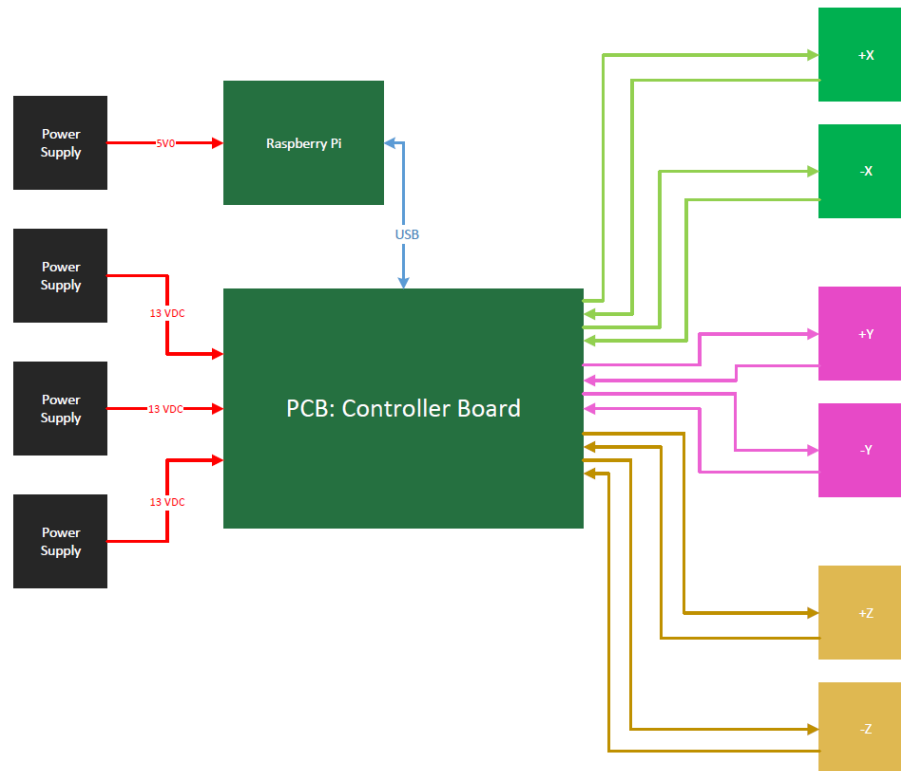 Power
Supply
5V0
Raspberry Pi
USB
Power
Supply
13 VDC
Power
Supply
13 VDC
Power
Supply
13 VDC
PCB: Controller Board
+X
-X
+Y
-Y
+Z
-Z